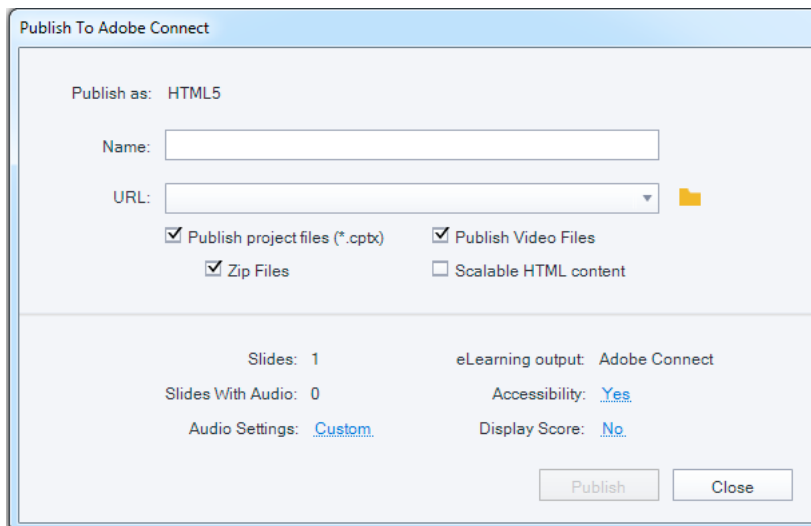 Publish To Adobe Connect
Publish as: HTML5
Name:
URL:
Publish project files (*.cptx) Publish Video Files
Zip Files Scalable HTML content
Slides: 1 eLearning output: Adobe Connect
Slides With Audio: 0 Accessibility: Yes
Audio Settings: Custom Display Score: No
Publish Close